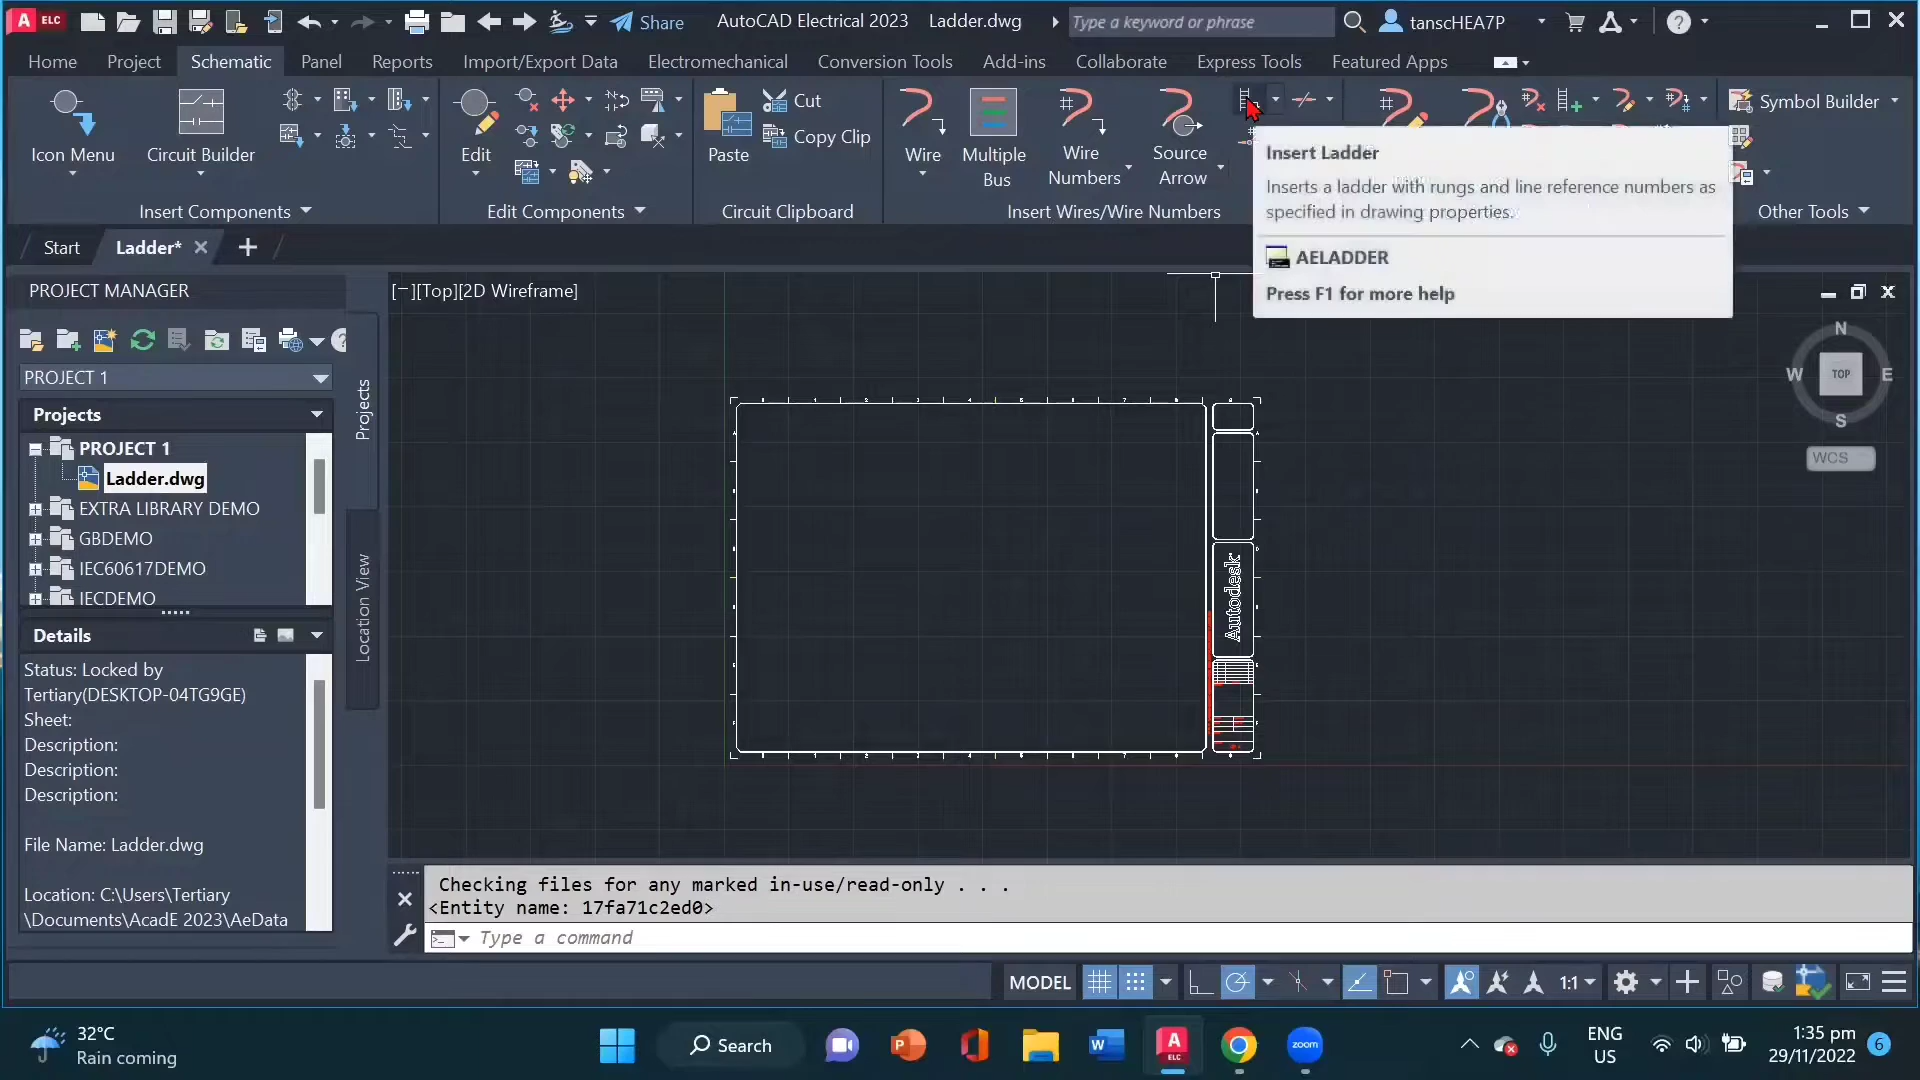 A ELC
Share
AutoCAD Electrical 2023 Ladder.dwg
Type a keyword or phrase
tanscHEA7P
Home Project Schematic Panel Reports Import/Export Data Electromechanical Conversion Tools Add-ins Collaborate Express Tools Featured Apps
Icon Menu
Circuit Builder
Insert Components
Edit
Edit Components
Paste
Cut
Copy Clip
Circuit Clipboard
Wire
Multiple
Bus
Wire
Numbers
Source
Arrow
Insert Wires/Wire Numbers
Symbol Builder
Other Tools
Insert Ladder
Inserts a ladder with rungs and line reference numbers as
specified in drawing properties.
AELADDER
Press F1 for more help
Start
Ladder*
PROJECT MANAGER
PROJECT 1
Projects
PROJECT 1
Ladder.dwg
EXTRA LIBRARY DEMO
GBDEMO
IEC60617DEMO
IECDEMO
Details
Status: Locked by
Tertiary(DESKTOP-04TG9GE)
Sheet:
Description:
Description:
Description:
File Name: Ladder.dwg
Location: C:\Users\Tertiary
\Documents\AcadE 2023\AeData
Projects
Location View
[−][Top][2D Wireframe]
N
W TOP E
S
WCS
Autodesk
Checking files for any marked in-use/read-only . . .
<Entity name: 17fa71c2ed0>
Type a command
MODEL
1:1
32°C
Rain coming
Search
zoom
ENG
US
1:35 pm
29/11/2022
6